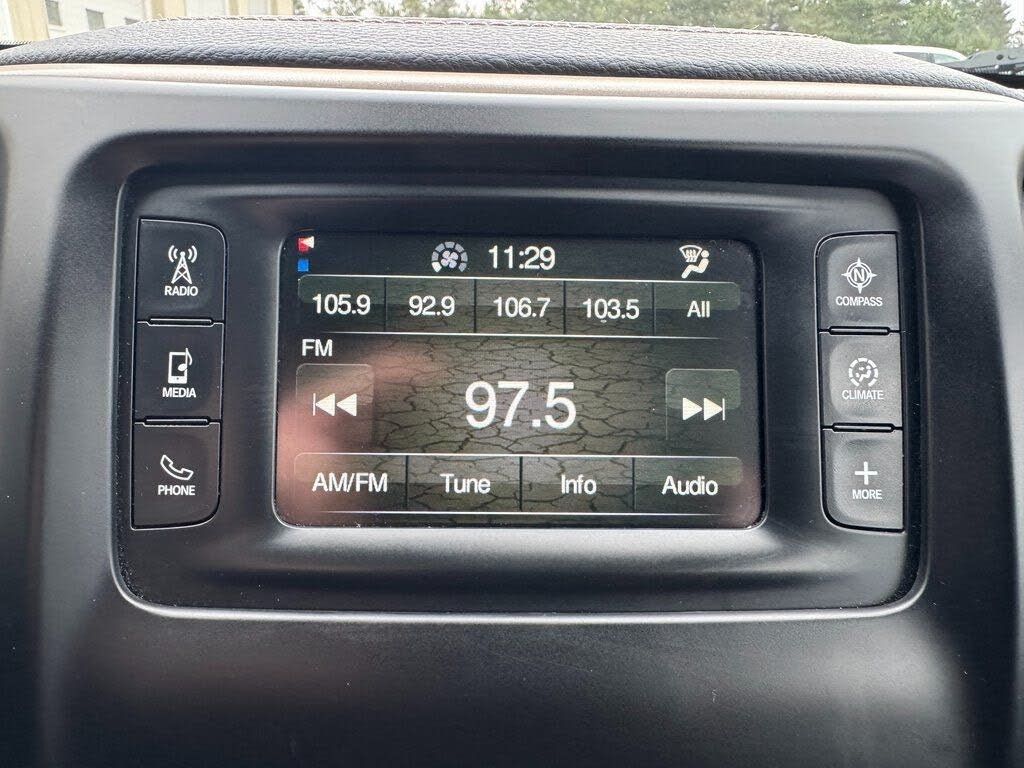 11:29
105.9 92.9 106.7 103.5 All
FM
97.5
AM/FM Tune Info Audio
RADIO
MEDIA
PHONE
N
COMPASS
CLIMATE
MORE